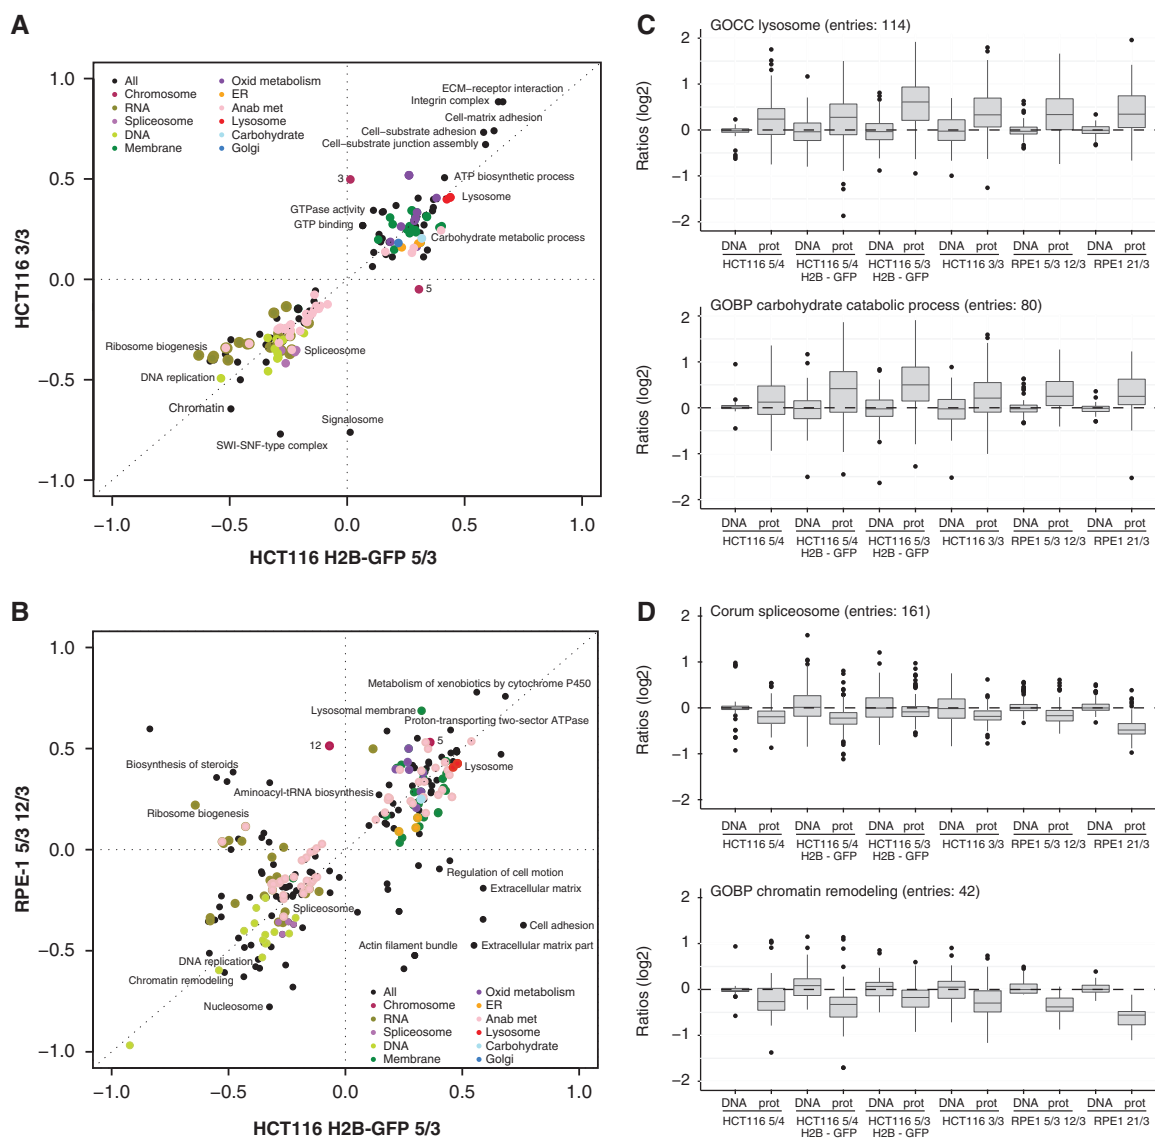 A
1.0
0.5
0.0
−0.5
−1.0
HCT116 3/3
All
Chromosome
RNA
Spliceosome
DNA
Membrane
Oxid metabolism
ER
Anab met
Lysosome
Carbohydrate
Golgi
ECM−receptor interaction
Integrin complex
Cell-matrix adhesion
Cell−substrate adhesion
Cell−substrate junction assembly
3
ATP biosynthetic process
Lysosome
GTPase activity
GTP binding
Carbohydrate metabolic process
5
Ribosome biogenesis
Spliceosome
DNA replication
Chromatin
Signalosome
SWI-SNF-type complex
−1.0
−0.5
0.0
0.5
1.0
HCT116 H2B-GFP 5/3
B
1.0
0.5
0.0
−0.5
−1.0
RPE-1 5/3 12/3
Metabolism of xenobiotics by cytochrome P450
Lysosomal membrane
Proton-transporting two-sector ATPase
12
5
Biosynthesis of steroids
Lysosome
Aminoacyl-tRNA biosynthesis
Ribosome biogenesis
Regulation of cell motion
Extracellular matrix
Spliceosome
Cell adhesion
Actin filament bundle
Extracellular matrix part
DNA replication
Chromatin remodeling
Nucleosome
All
Chromosome
RNA
Spliceosome
DNA
Membrane
Oxid metabolism
ER
Anab met
Lysosome
Carbohydrate
Golgi
−1.0
−0.5
0.0
0.5
1.0
HCT116 H2B-GFP 5/3
C
GOCC lysosome (entries: 114)
2
1
0
−1
−2
Ratios (log2)
DNA prot DNA prot DNA prot DNA prot DNA prot DNA prot
HCT116 5/4 HCT116 5/4 HCT116 5/3 HCT116 3/3 RPE1 5/3 12/3 RPE1 21/3
H2B - GFP H2B - GFP
GOBP carbohydrate catabolic process (entries: 80)
2
1
0
−1
−2
Ratios (log2)
DNA prot DNA prot DNA prot DNA prot DNA prot DNA prot
HCT116 5/4 HCT116 5/4 HCT116 5/3 HCT116 3/3 RPE1 5/3 12/3 RPE1 21/3
H2B - GFP H2B - GFP
D
Corum spliceosome (entries: 161)
2
1
0
−1
−2
Ratios (log2)
DNA prot DNA prot DNA prot DNA prot DNA prot DNA prot
HCT116 5/4 HCT116 5/4 HCT116 5/3 HCT116 3/3 RPE1 5/3 12/3 RPE1 21/3
H2B - GFP H2B - GFP
GOBP chromatin remodeling (entries: 42)
2
1
0
−1
−2
Ratios (log2)
DNA prot DNA prot DNA prot DNA prot DNA prot DNA prot
HCT116 5/4 HCT116 5/4 HCT116 5/3 HCT116 3/3 RPE1 5/3 12/3 RPE1 21/3
H2B - GFP H2B - GFP